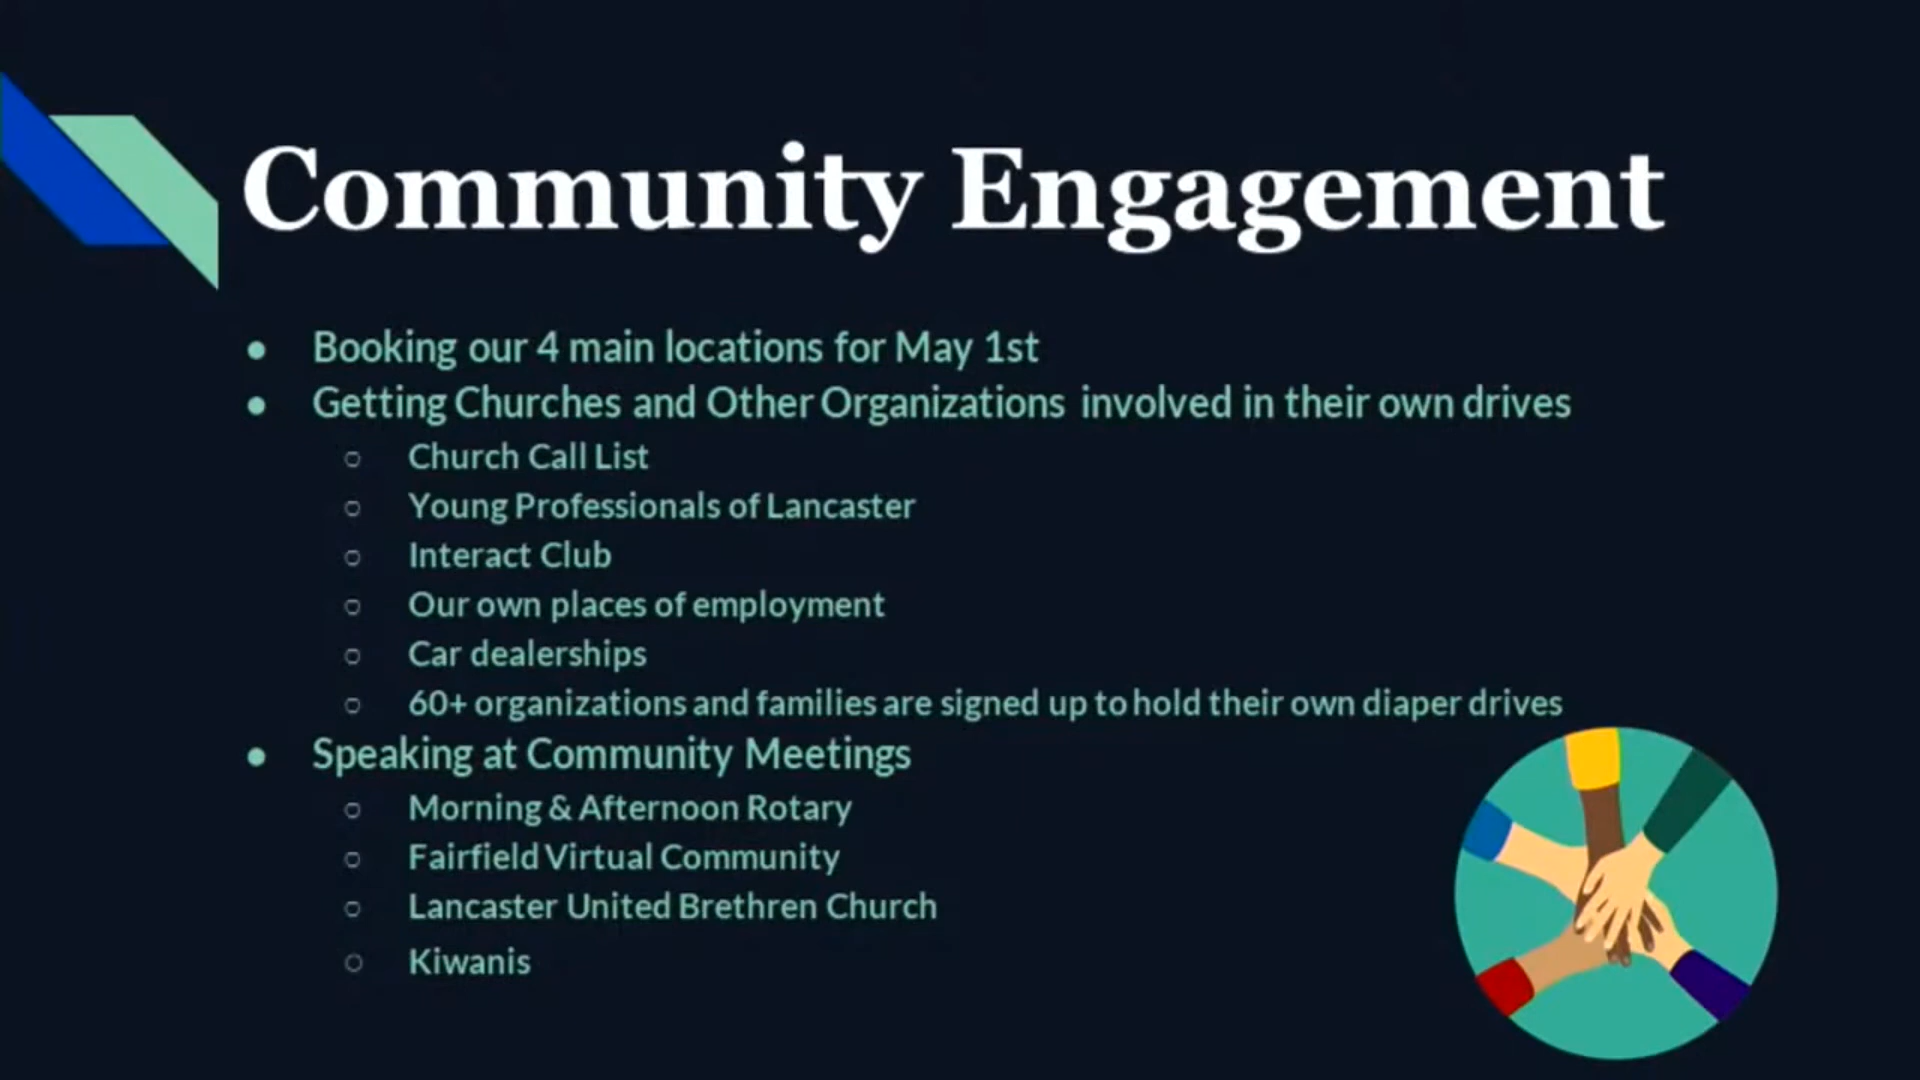 Community Engagement
● Booking our 4 main locations for May 1st
● Getting Churches and Other Organizations involved in their own drives
○ Church Call List
○ Young Professionals of Lancaster
○ Interact Club
○ Our own places of employment
○ Car dealerships
○ 60+ organizations and families are signed up to hold their own diaper drives
● Speaking at Community Meetings
○ Morning & Afternoon Rotary
○ Fairfield Virtual Community
○ Lancaster United Brethren Church
○ Kiwanis